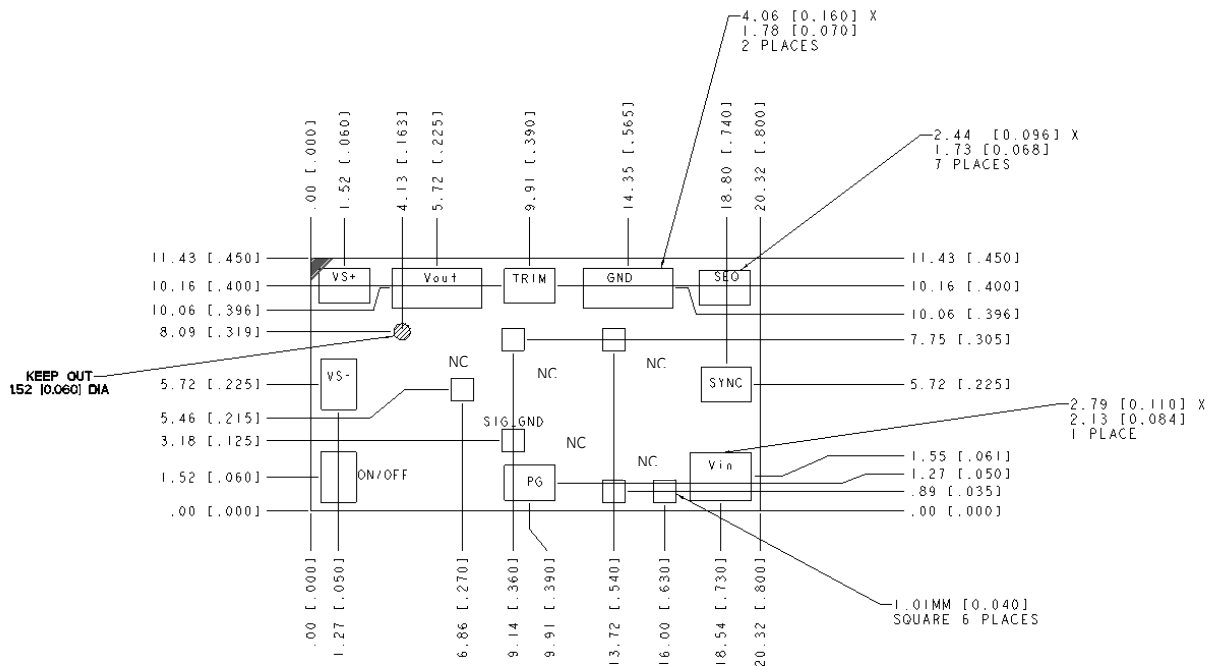 4.06 [0.160] X
1.78 [0.070]
2 PLACES
.00 [.000]
1.52 [.060]
4.13 [.163]
5.72 [.225]
9.91 [.390]
14.35 [.565]
18.80 [.740]
20.32 [.800]
2.44 [0.096] X
1.73 [0.068]
7 PLACES
11.43 [.450]
10.16 [.400]
10.06 [.396]
8.09 [.319]
VS+
Vout
TRIM
GND
SEQ
11.43 [.450]
10.16 [.400]
10.06 [.396]
7.75 [.305]
KEEP OUT
1.52 [0.060] DIA
5.72 [.225]
5.46 [.215]
3.18 [.125]
1.52 [.060]
.00 [.000]
VS-
NC
NC
NC
SYNC
5.72 [.225]
SIG_GND
NC
NC
ON/OFF
PG
Vin
2.79 [0.110] X
2.13 [0.084]
1 PLACE
1.55 [.061]
1.27 [.050]
.89 [.035]
.00 [.000]
.00 [.000]
1.27 [.050]
6.86 [.270]
9.14 [.360]
9.91 [.390]
13.72 [.540]
16.00 [.630]
18.54 [.730]
20.32 [.800]
1.01MM [0.040]
SQUARE 6 PLACES